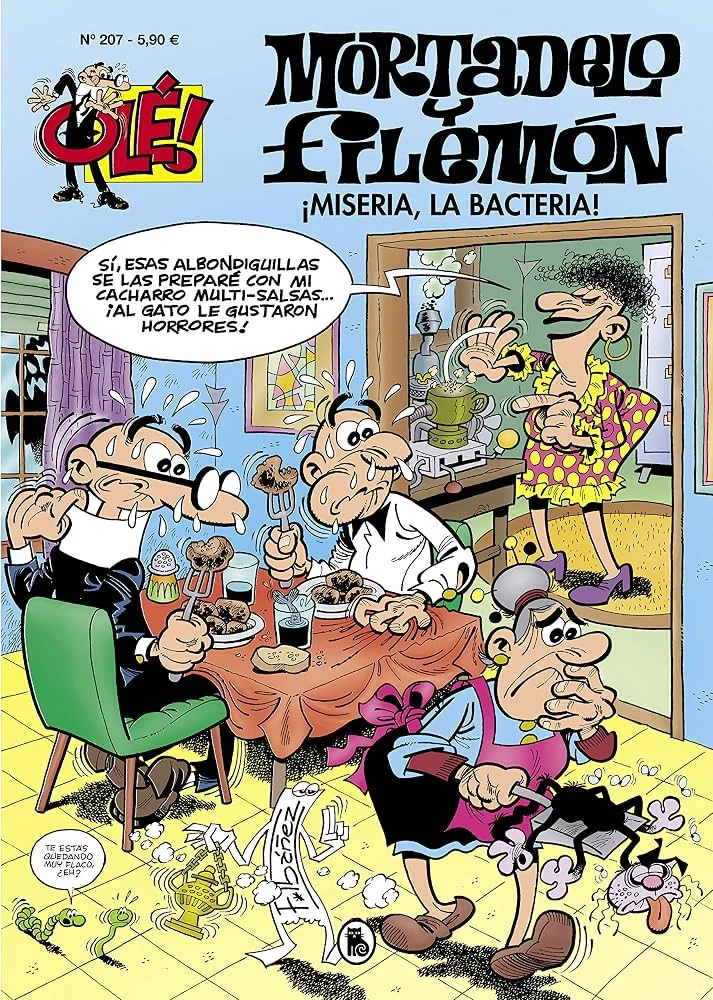 Nº 207 - 5,90 €
OLÉ!
MORTADELO
Y
FILEMÓN
¡MISERIA, LA BACTERIA!
SÍ, ESAS ALBONDIGUILLAS
SE LAS PREPARÉ CON MI
CACHARRO MULTI-SALSAS...
¡AL GATO LE GUSTARON
HORRORES!
TE ESTÁS
QUEDANDO
MUY FLACO,
¿EH?
F. Ibáñez